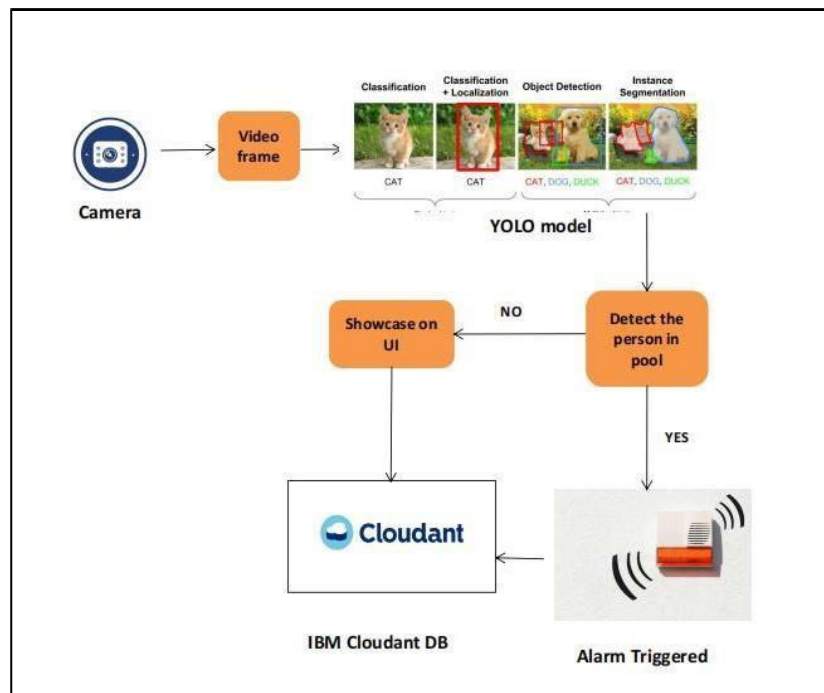 Classification
Classification
+ Localization
Object Detection
Instance
Segmentation
CAT
CAT
CAT, DOG, DUCK
CAT, DOG, DUCK
Camera
Video
frame
YOLO model
NO
Showcase on
UI
Detect the
person in
pool
YES
Cloudant
IBM Cloudant DB
Alarm Triggered